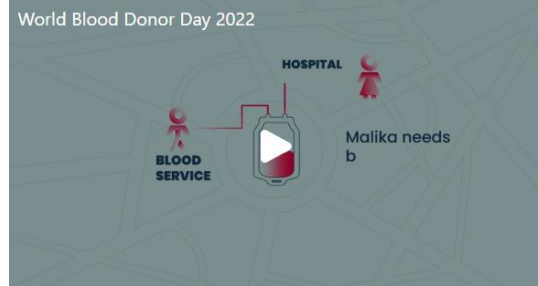 World Blood Donor Day 2022
HOSPITAL
BLOOD
SERVICE
Malika needs
b